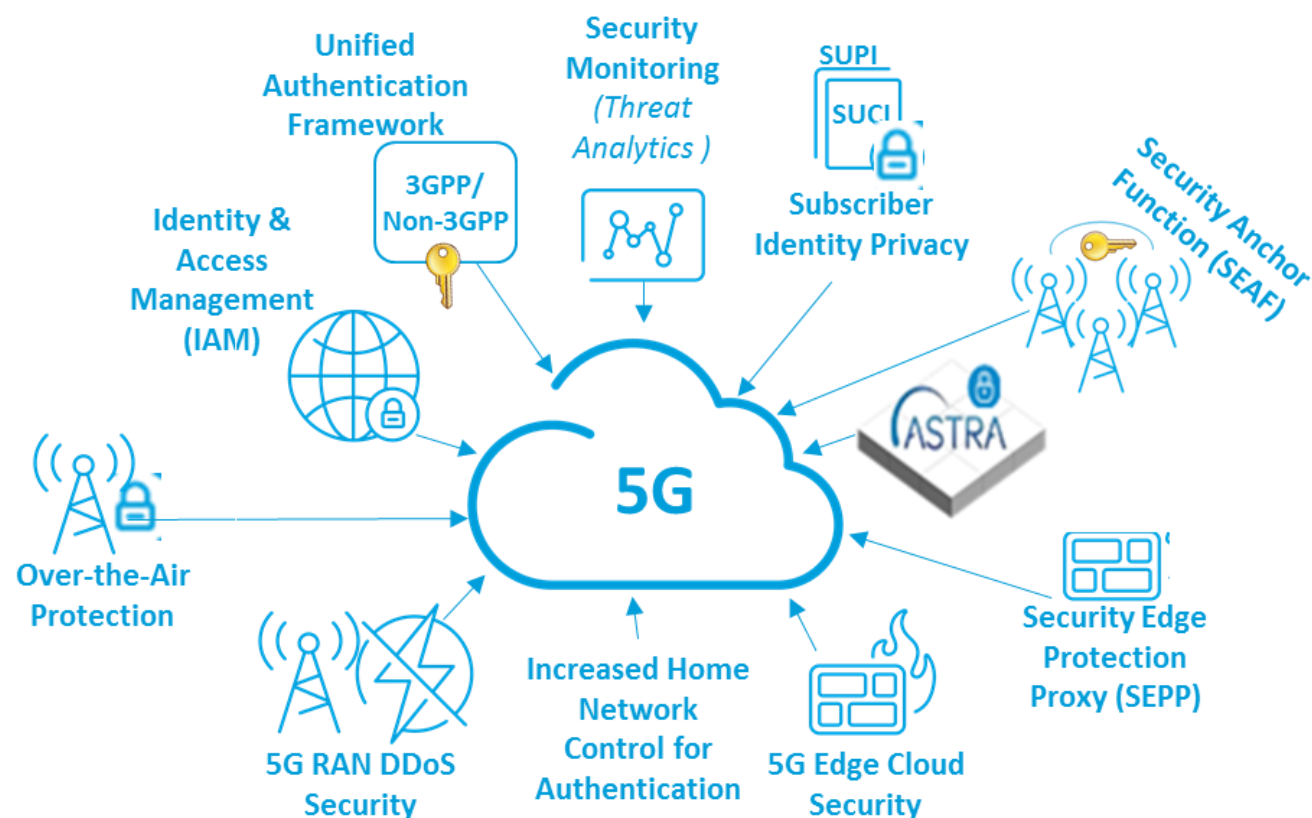 Unified
Authentication
Framework
3GPP/
Non-3GPP
Security
Monitoring
(Threat
Analytics )
SUPI
SUCI
Subscriber
Identity Privacy
Security Anchor
Function (SEAF)
Identity &
Access
Management
(IAM)
ASTRA
5G
Over-the-Air
Protection
Security Edge
Protection
Proxy (SEPP)
5G RAN DDoS
Security
Increased Home
Network
Control for
Authentication
5G Edge Cloud
Security